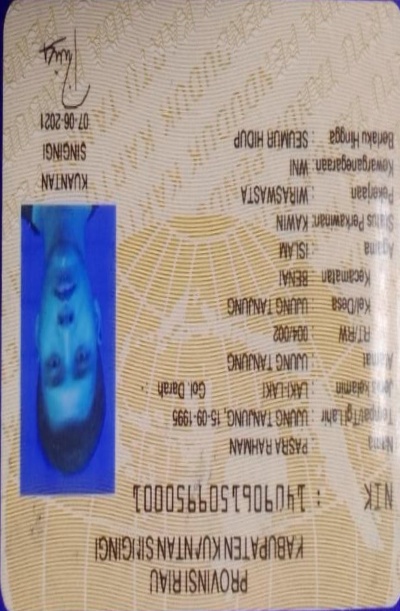 PROVINSI RIAU
KABUPATEN KUANTAN SINGINGI
NIK : 1409061509950001
Nama : PASRA RAHMAN
Tempat/Tgl Lahir : UJUNG TANJUNG, 15-09-1995
Jenis kelamin : LAKI-LAKI Gol. Darah : -
Alamat : UJUNG TANJUNG
RT/RW : 004/002
Kel/Desa : UJUNG TANJUNG
Kecamatan : BENAI
Agama : ISLAM
Status Perkawinan: KAWIN
Pekerjaan : WIRASWASTA
Kewarganegaraan: WNI
Berlaku Hingga : SEUMUR HIDUP
KUANTAN
SINGINGI
07-06-2021